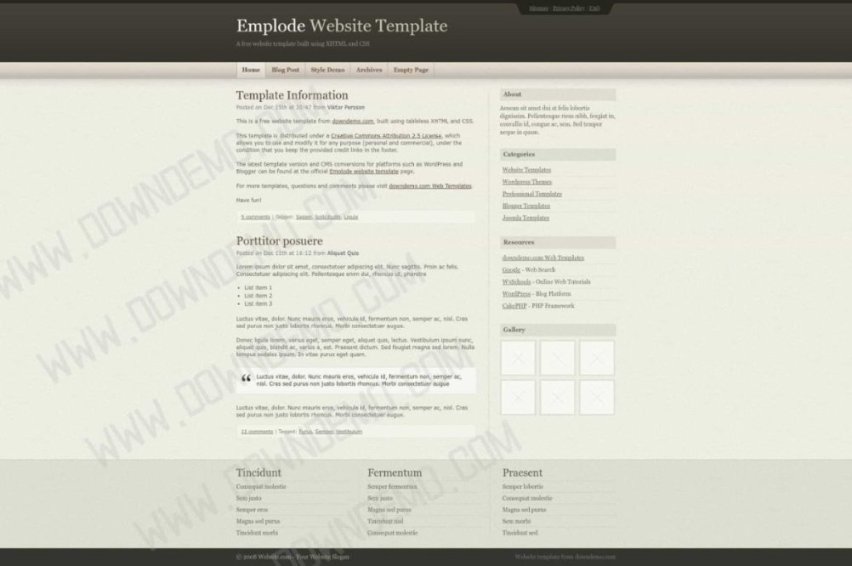 Sitemap · Privacy Policy · FAQ
Emplode Website Template
A free website template built using XHTML and CSS
Home
Blog Post
Style Demo
Archives
Empty Page
Template Information
Posted on Dec 15th at 20:47 from Viktor Persson
This is a free website template from downdemo.com, built using tableless XHTML and CSS.
This template is distributed under a Creative Commons Attribution 2.5 License, which
allows you to use and modify it for any purpose (personal and commercial), under the
condition that you keep the provided credit links in the footer.
The latest template version and CMS conversions for platforms such as WordPress and
Blogger can be found at the official Emplode website template page.
For more templates, questions and comments please visit downdemo.com Web Templates.
Have fun!
5 comments | Tagged: Sapien, Sollicitudin, Ligula
Porttitor posuere
Posted on Dec 13th at 16:12 from Aliquat Quis
Lorem ipsum dolor sit amet, consectetuer adipiscing elit. Nunc sagittis. Proin ac felis.
Consectetuer adipiscing elit. Pellentesque enim dui, rhoncus ut, pharetra
• List item 1
• List item 2
• List item 3
Luctus vitae, dolor. Nunc mauris eros, vehicula id, fermentum non, semper ac, nisl. Cras
sed purus non justo lobortis rhoncus. Morbi consectetuer augue.
Donec ligula lorem, varius eget, semper eget, aliquet quis, lectus. Vestibulum ipsum nunc,
aliquet quis, blandit ac, varius a, est. Praesent dictum. Sed feugiat magna sed lorem. Nulla
tempus sodales ipsum. In vitae purus eget quam.
“ Luctus vitae, dolor. Nunc mauris eros, vehicula id, fermentum non, semper ac,
nisl. Cras sed purus non justo lobortis rhoncus. Morbi consectetuer augue
Luctus vitae, dolor. Nunc mauris eros, vehicula id, fermentum non, semper ac, nisl. Cras
sed purus non justo lobortis rhoncus. Morbi consectetuer augue.
11 comments | Tagged: Purus, Semper, Vestibulum
About
Aenean sit amet dui at felis lobortis
dignissim. Pellentesque risus nibh, feugiat in,
convallis id, congue ac, sem. Sed tempor
neque in quam.
Categories
Website Templates
Wordpress Themes
Professional Templates
Blogger Templates
Joomla Templates
Resources
downdemo.com Web Templates
Google - Web Search
W3Schools - Online Web Tutorials
WordPress - Blog Platform
CakePHP - PHP Framework
Gallery
Tincidunt
Consequat molestie
Sem justo
Semper eros
Magna sed purus
Tincidunt morbi
Fermentum
Semper fermentum
Sem justo
Magna sed purus
Tincidunt nisl
Consequat molestie
Praesent
Semper lobortis
Consequat molestie
Magna sed purus
Sem morbi
Tincidunt sed
© 2008 Website.com - Your Website Slogan
Website template from downdemo.com
WWW.DOWNDEMO.COM
WWW.DOWNDEMO.COM
WWW.DOWNDEMO.COM
WWW.DOWNDEMO.COM